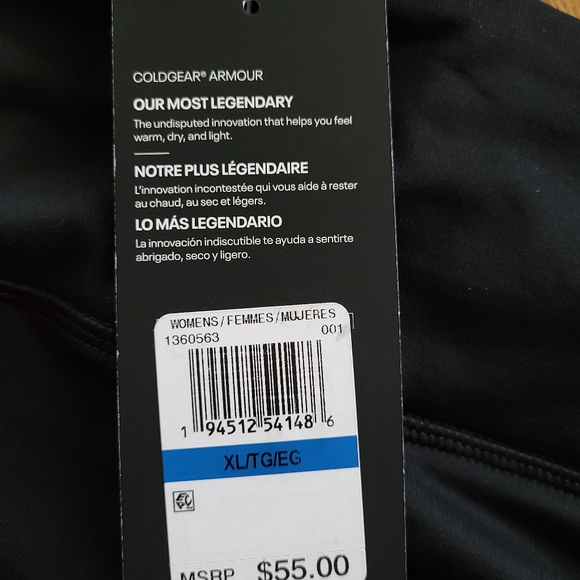 COLDGEAR® ARMOUR
OUR MOST LEGENDARY
The undisputed innovation that helps you feel
warm, dry, and light.
NOTRE PLUS LÉGENDAIRE
L'innovation incontestée qui vous aide à rester
au chaud, au sec et légers.
LO MÁS LEGENDARIO
La innovación indiscutible te ayuda a sentirte
abrigado, seco y ligero.
WOMENS/FEMMES/MUJERES
1360563 001
1 94512 54148 6
XL/TG/EG
MSRP $55.00